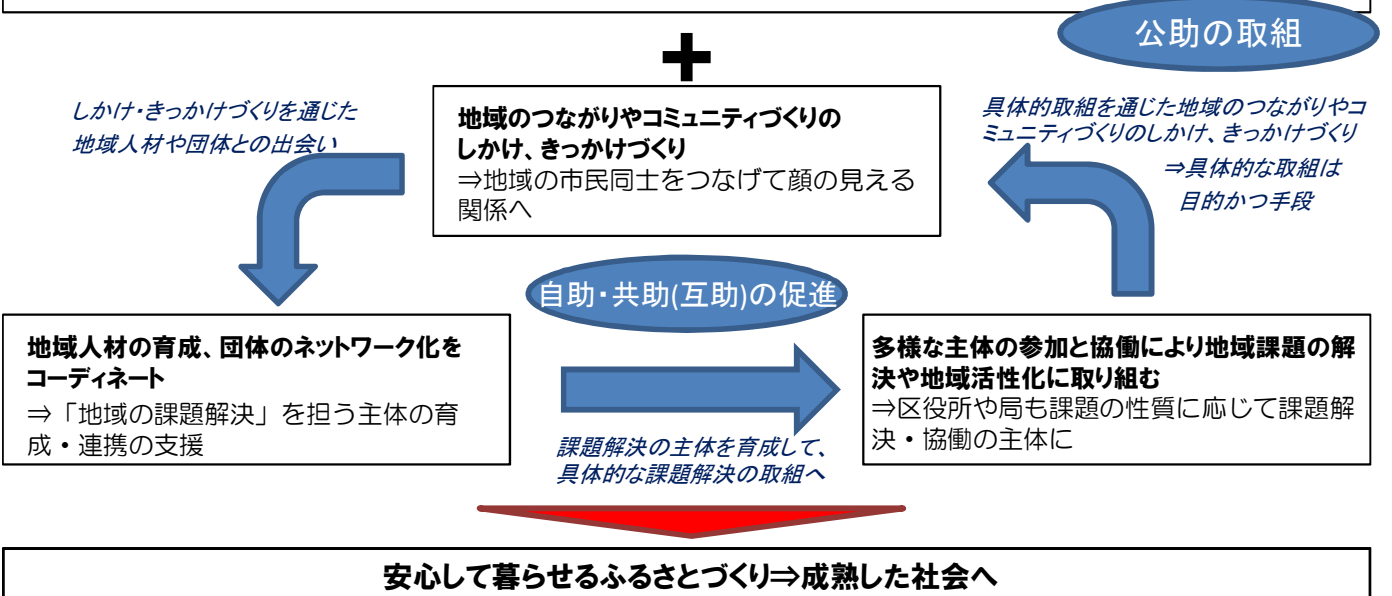 公助の取組
+
しかけ・きっかけづくりを通じた
地域人材や団体との出会い
地域のつながりやコミュニティづくりの
しかけ、きっかけづくり
⇒地域の市民同士をつなげて顔の見える
関係へ
具体的取組を通じた地域のつながりやコ
ミュニティづくりのしかけ、きっかけづくり
⇒具体的な取組は
目的かつ手段
自助・共助(互助)の促進
地域人材の育成、団体のネットワーク化を
コーディネート
⇒「地域の課題解決」を担う主体の育
成・連携の支援
課題解決の主体を育成して、
具体的な課題解決の取組へ
多様な主体の参加と協働により地域課題の解
決や地域活性化に取り組む
⇒区役所や局も課題の性質に応じて課題解
決・協働の主体に
安心して暮らせるふるさとづくり⇒成熟した社会へ